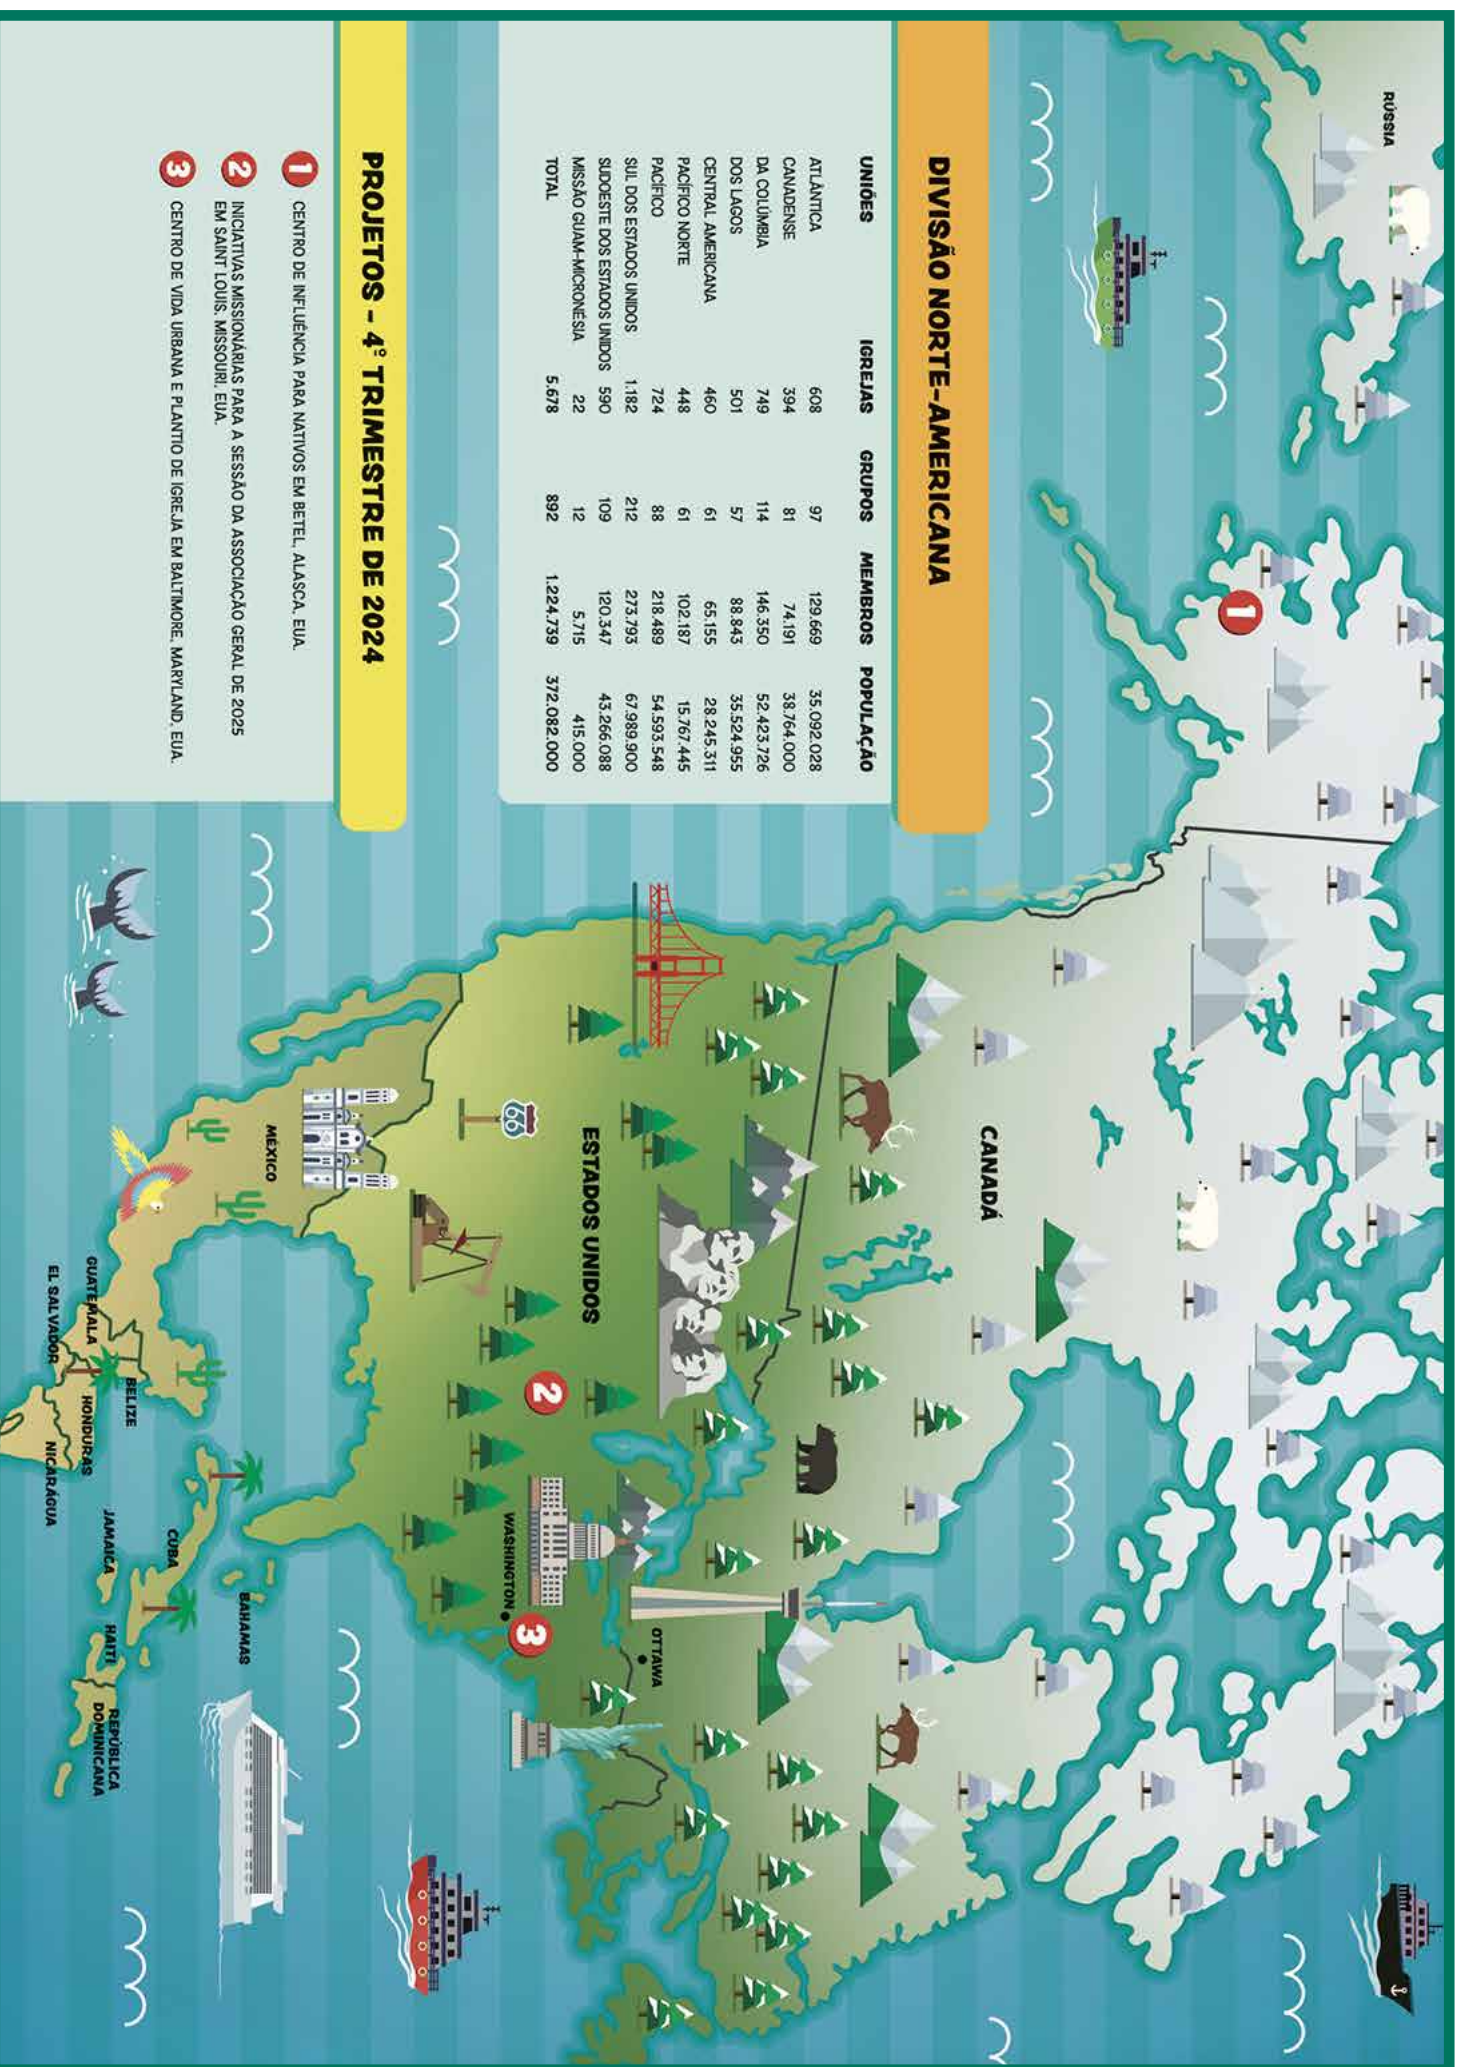 DIVISÃO NORTE-AMERICANA
UNIÕES IGREJAS GRUPOS MEMBROS POPULAÇÃO
ATLÂNTICA 608 97 129.669 35.092.028
CANADENSE 394 81 74.191 38.764.000
DA COLÚMBIA 749 114 146.350 52.423.726
DOS LAGOS 501 57 88.843 35.524.955
CENTRAL AMERICANA 460 61 65.155 28.245.311
PACÍFICO NORTE 448 61 102.187 15.767.445
PACÍFICO 724 88 218.489 54.593.548
SUL DOS ESTADOS UNIDOS 1.182 212 273.793 67.989.900
SUDOESTE DOS ESTADOS UNIDOS 590 109 120.347 43.266.088
MISSÃO GUAM-MICRONÉSIA 22 12 5.715 415.000
TOTAL 5.678 892 1.224.739 372.082.000
PROJETOS - 4º TRIMESTRE DE 2024
1 CENTRO DE INFLUÊNCIA PARA NATIVOS EM BETEL, ALASCA, EUA.
2 INICIATIVAS MISSIONÁRIAS PARA A SESSÃO DA ASSOCIAÇÃO GERAL DE 2025
EM SAINT LOUIS, MISSOURI, EUA.
3 CENTRO DE VIDA URBANA E PLANTIO DE IGREJA EM BALTIMORE, MARYLAND, EUA.
RÚSSIA
1
CANADÁ
OTTAWA
ESTADOS UNIDOS
66
2
WASHINGTON
3
MÉXICO
BAHAMAS
CUBA
BELIZE
JAMAICA
HAITI
REPÚBLICA
DOMINICANA
GUATEMALA
HONDURAS
EL SALVADOR
NICARÁGUA